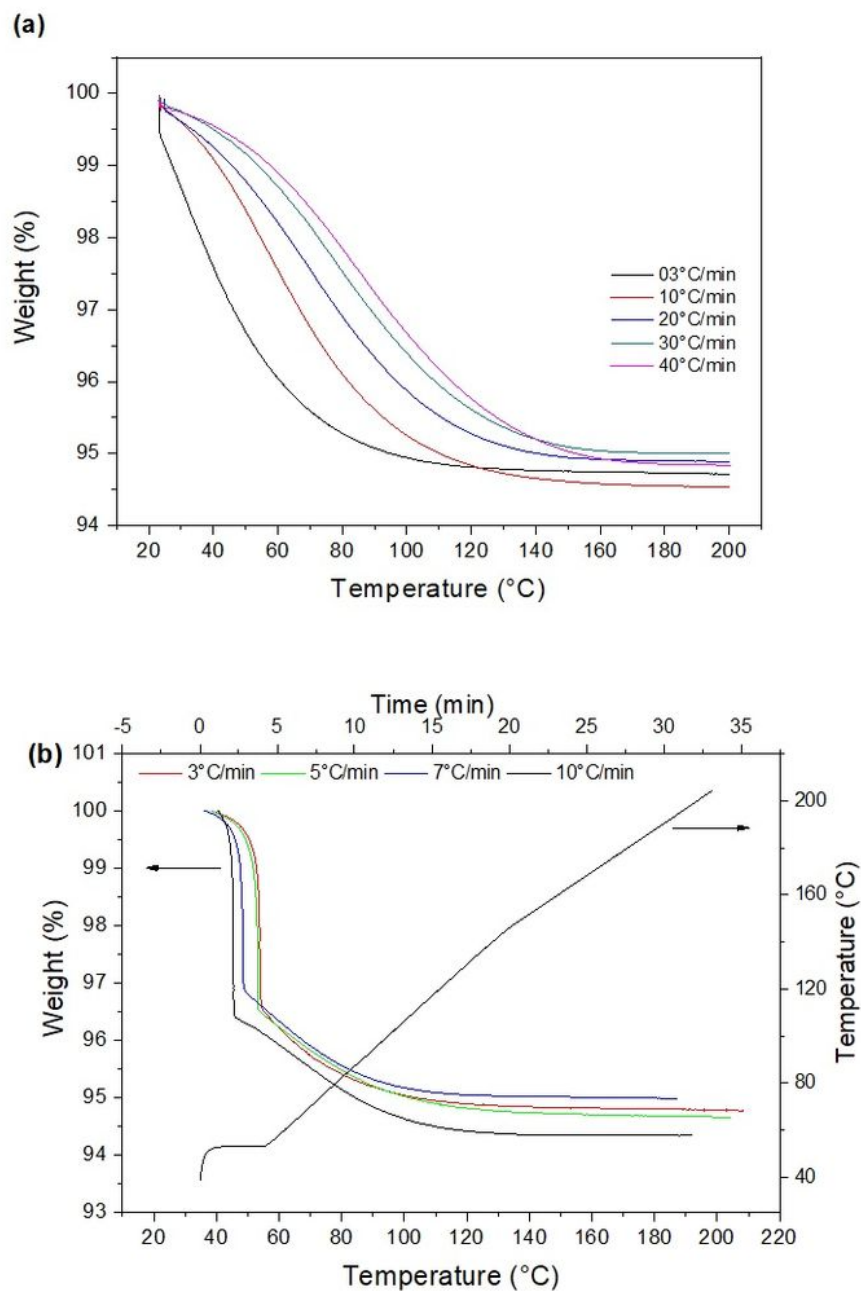 (a)
100
99
98
97
96
95
94
Weight (%)
03°C/min
10°C/min
20°C/min
30°C/min
40°C/min
20 40 60 80 100 120 140 160 180 200
Temperature (°C)
Time (min)
-5 0 5 10 15 20 25 30 35
(b)
3°C/min 5°C/min 7°C/min 10°C/min
101
100
99
98
97
96
95
94
93
Weight (%)
200
160
120
80
40
Temperature (°C)
20 40 60 80 100 120 140 160 180 200 220
Temperature (°C)